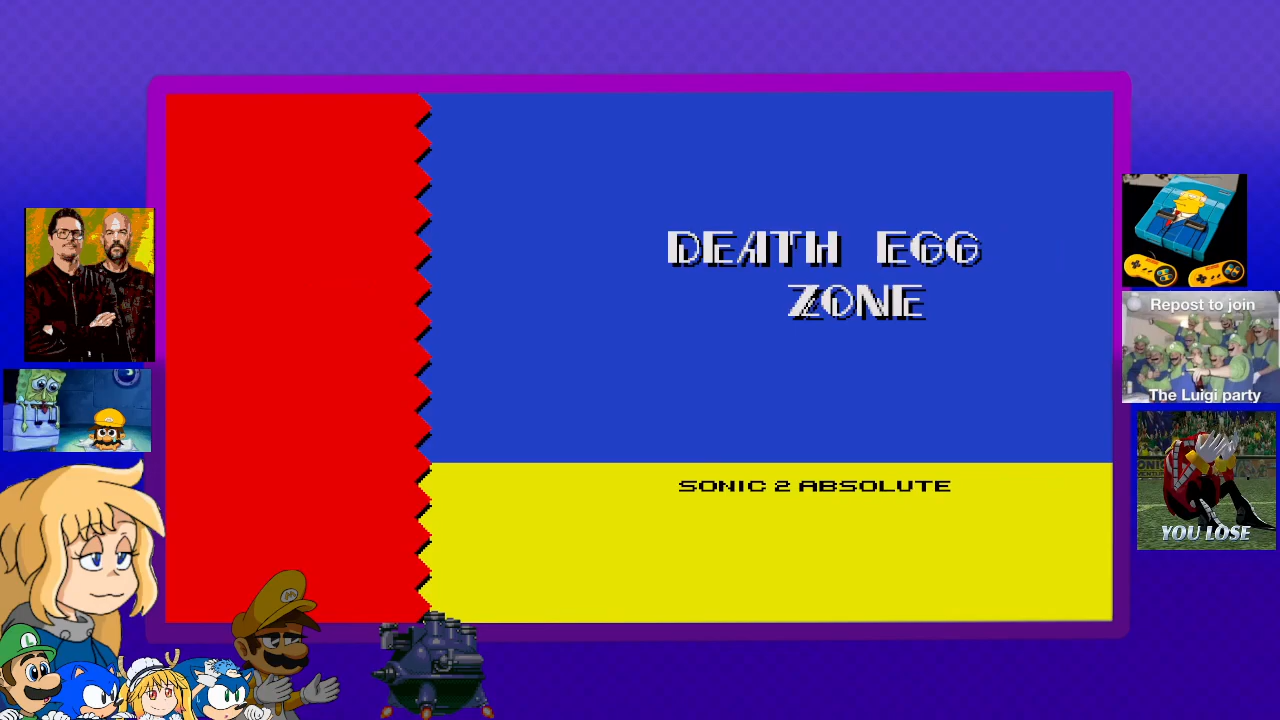 DEATH EGG
ZONE
SONIC 2 ABSOLUTE
Repost to join
The Luigi party
YOU LOSE